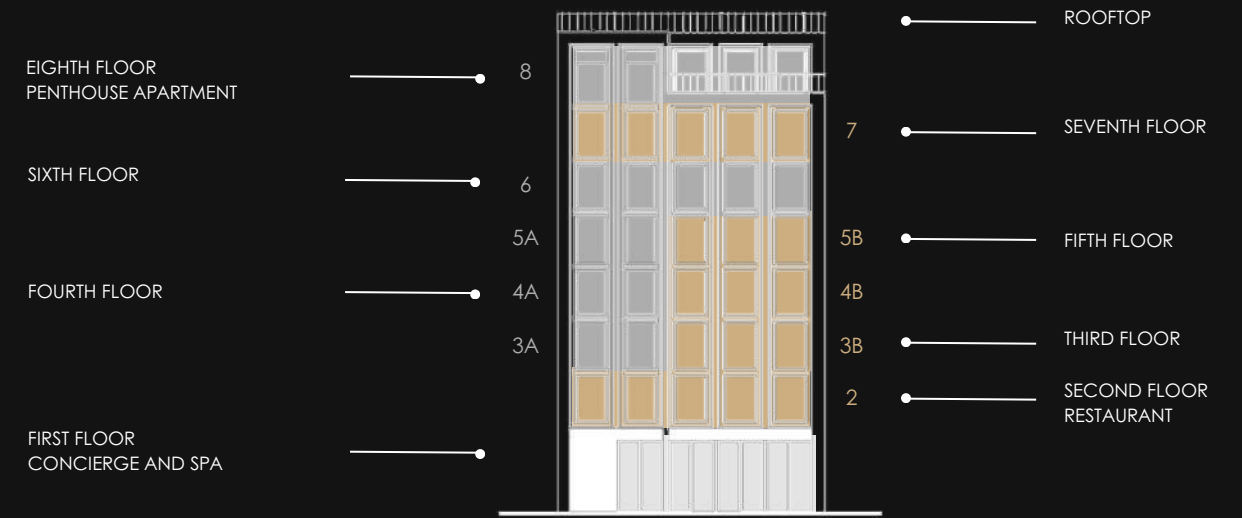 ROOFTOP
EIGHTH FLOOR
PENTHOUSE APARTMENT
8
7
SEVENTH FLOOR
SIXTH FLOOR
6
5A
5B
FIFTH FLOOR
FOURTH FLOOR
4A
4B
3A
3B
THIRD FLOOR
2
SECOND FLOOR
RESTAURANT
FIRST FLOOR
CONCIERGE AND SPA